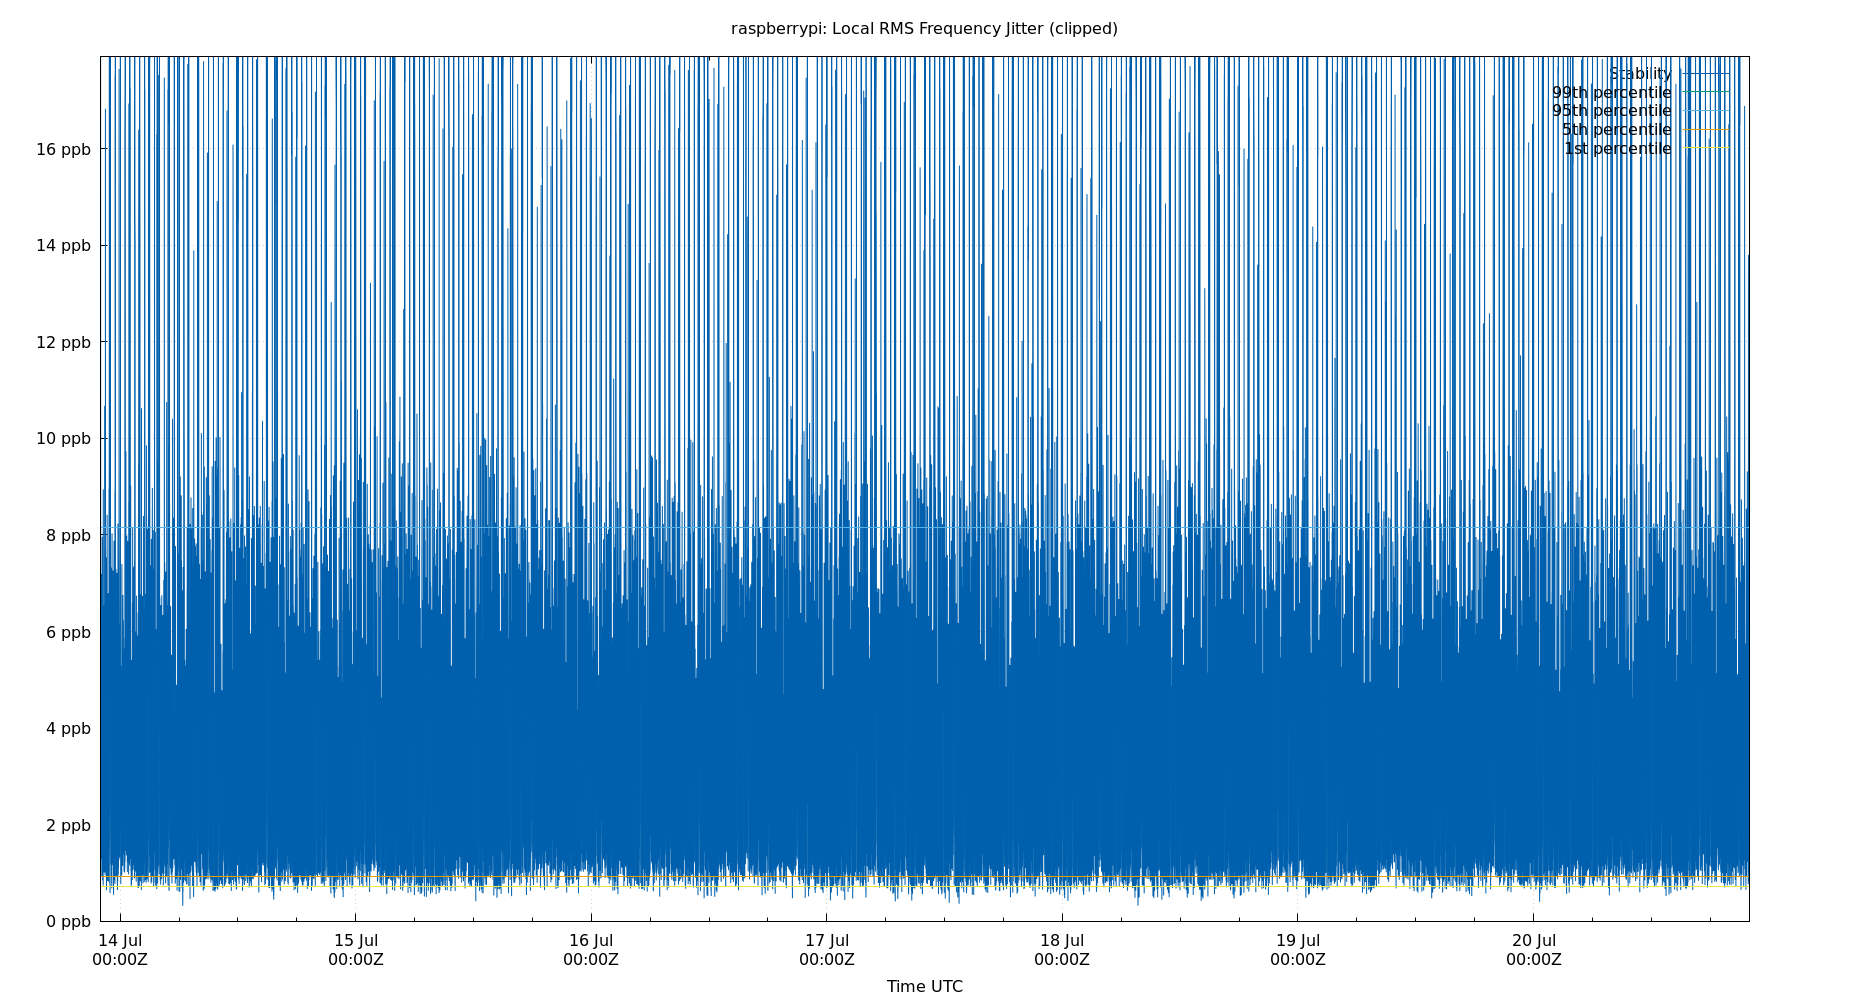 raspberrypi: Local RMS Frequency Jitter (clipped)
Stability
99th percentile
95th percentile
5th percentile
1st percentile
16 ppb
14 ppb
12 ppb
10 ppb
8 ppb
6 ppb
4 ppb
2 ppb
0 ppb
14 Jul 15 Jul 16 Jul 17 Jul 18 Jul 19 Jul 20 Jul
00:00Z 00:00Z 00:00Z 00:00Z 00:00Z 00:00Z 00:00Z
Time UTC